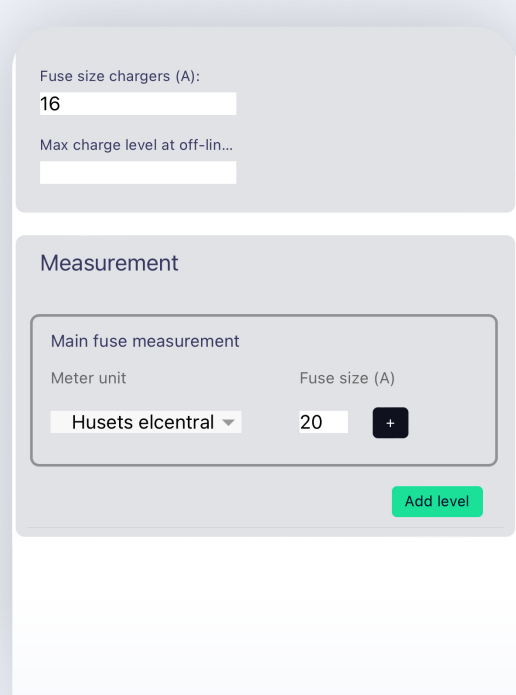 Fuse size chargers (A):
16
Max charge level at off-lin...
Measurement
Main fuse measurement
Meter unit
Fuse size (A)
Husets elcentral
20
+
Add level